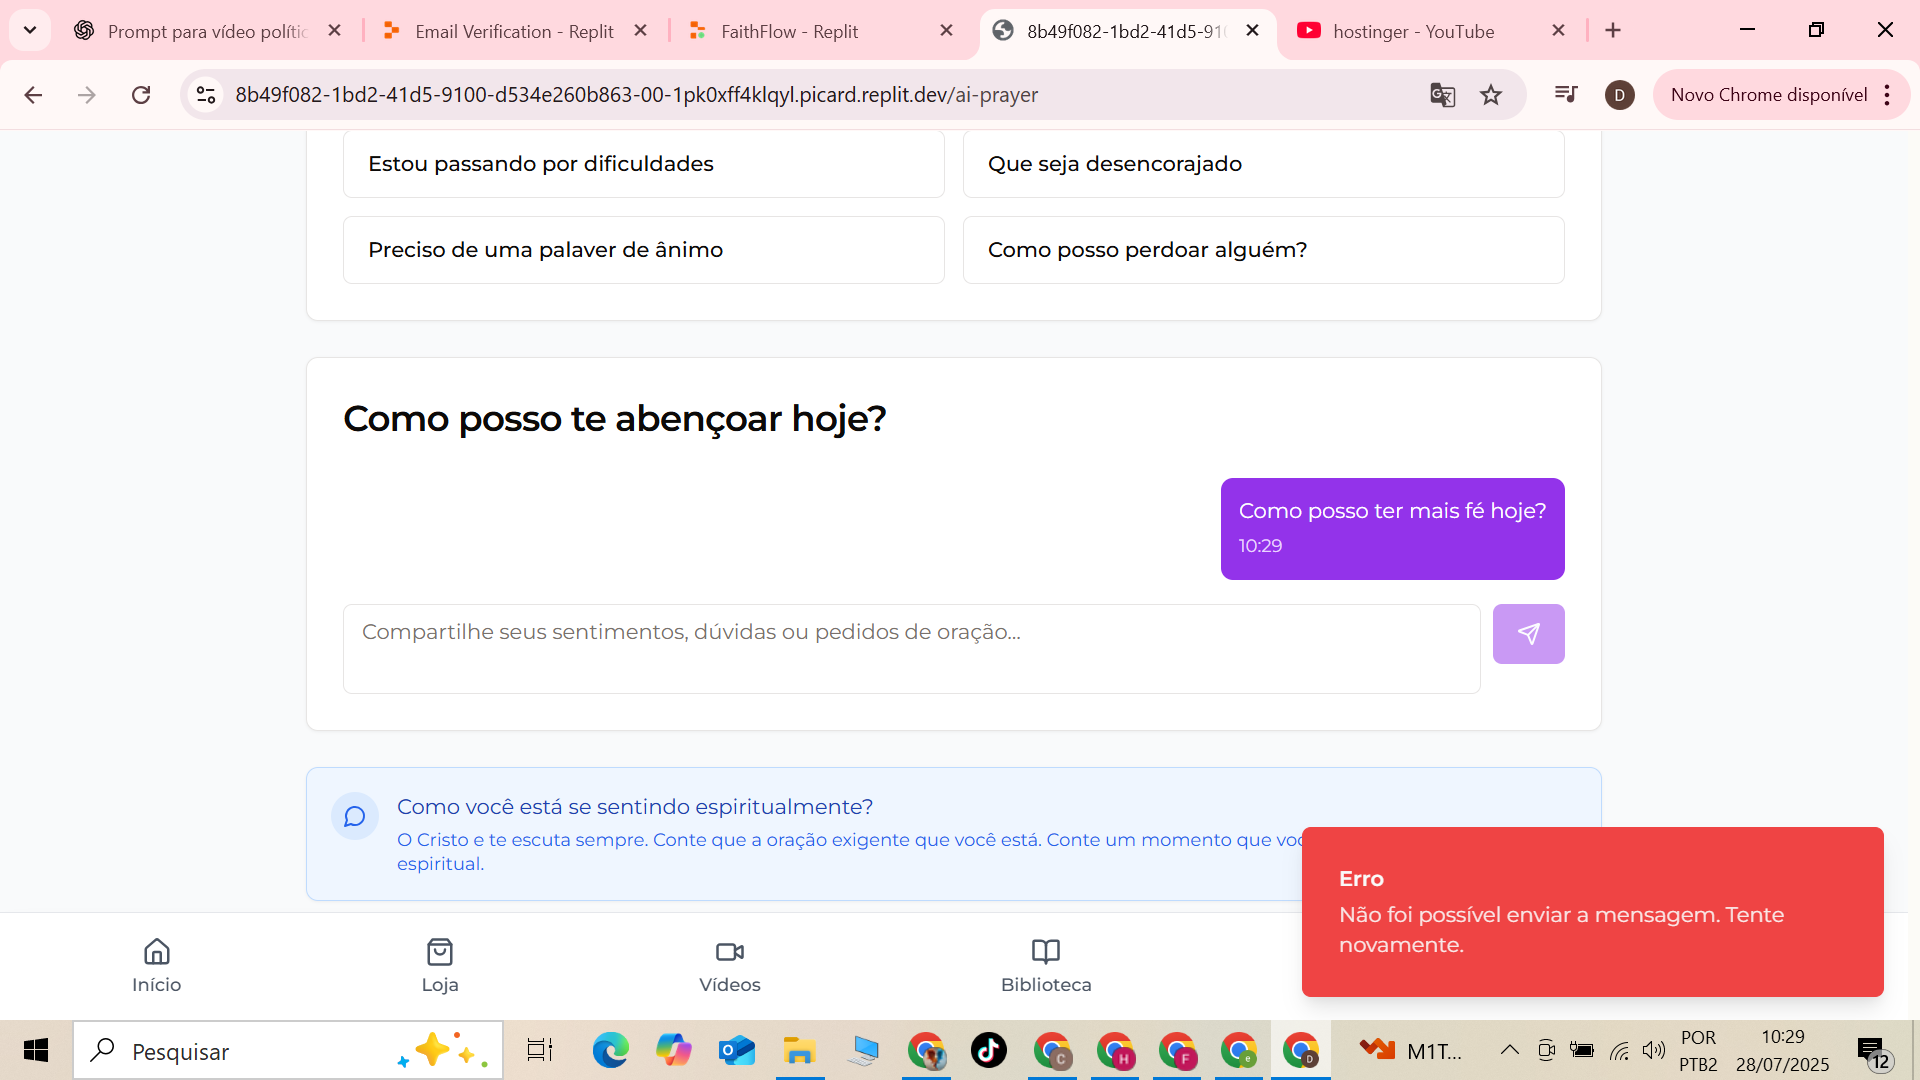 Prompt para vídeo polític
Email Verification - Replit
FaithFlow - Replit
8b49f082-1bd2-41d5-910
hostinger - YouTube
8b49f082-1bd2-41d5-9100-d534e260b863-00-1pk0xff4klqyl.picard.replit.dev/ai-prayer
D
Novo Chrome disponível
Estou passando por dificuldades
Que seja desencorajado
Preciso de uma palaver de ânimo
Como posso perdoar alguém?
Como posso te abençoar hoje?
Como posso ter mais fé hoje?
10:29
Compartilhe seus sentimentos, dúvidas ou pedidos de oração...
Como você está se sentindo espiritualmente?
O Cristo e te escuta sempre. Conte que a oração exigente que você está. Conte um momento que voc
espiritual.
Erro
Não foi possível enviar a mensagem. Tente
novamente.
Início
Loja
Vídeos
Biblioteca
Pesquisar
C
H
F
e
D
M1T...
POR
PTB2
10:29
28/07/2025
12